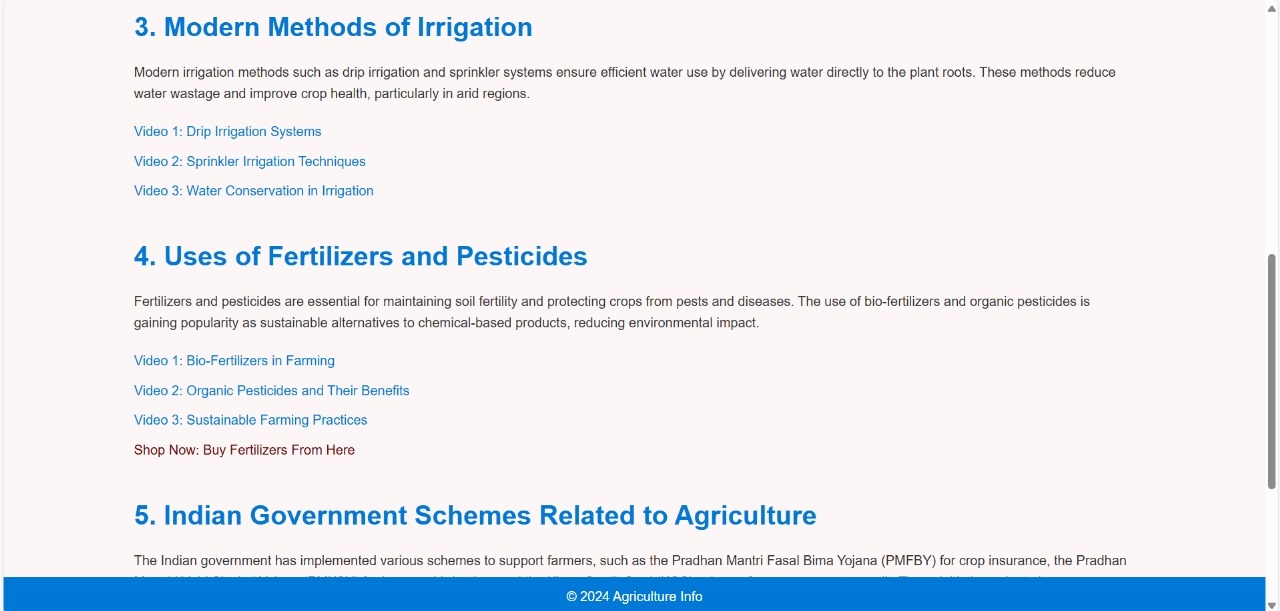 3. Modern Methods of Irrigation
Modern irrigation methods such as drip irrigation and sprinkler systems ensure efficient water use by delivering water directly to the plant roots. These methods reduce
water wastage and improve crop health, particularly in arid regions.
Video 1: Drip Irrigation Systems
Video 2: Sprinkler Irrigation Techniques
Video 3: Water Conservation in Irrigation
4. Uses of Fertilizers and Pesticides
Fertilizers and pesticides are essential for maintaining soil fertility and protecting crops from pests and diseases. The use of bio-fertilizers and organic pesticides is
gaining popularity as sustainable alternatives to chemical-based products, reducing environmental impact.
Video 1: Bio-Fertilizers in Farming
Video 2: Organic Pesticides and Their Benefits
Video 3: Sustainable Farming Practices
Shop Now: Buy Fertilizers From Here
5. Indian Government Schemes Related to Agriculture
The Indian government has implemented various schemes to support farmers, such as the Pradhan Mantri Fasal Bima Yojana (PMFBY) for crop insurance, the Pradhan
© 2024 Agriculture Info